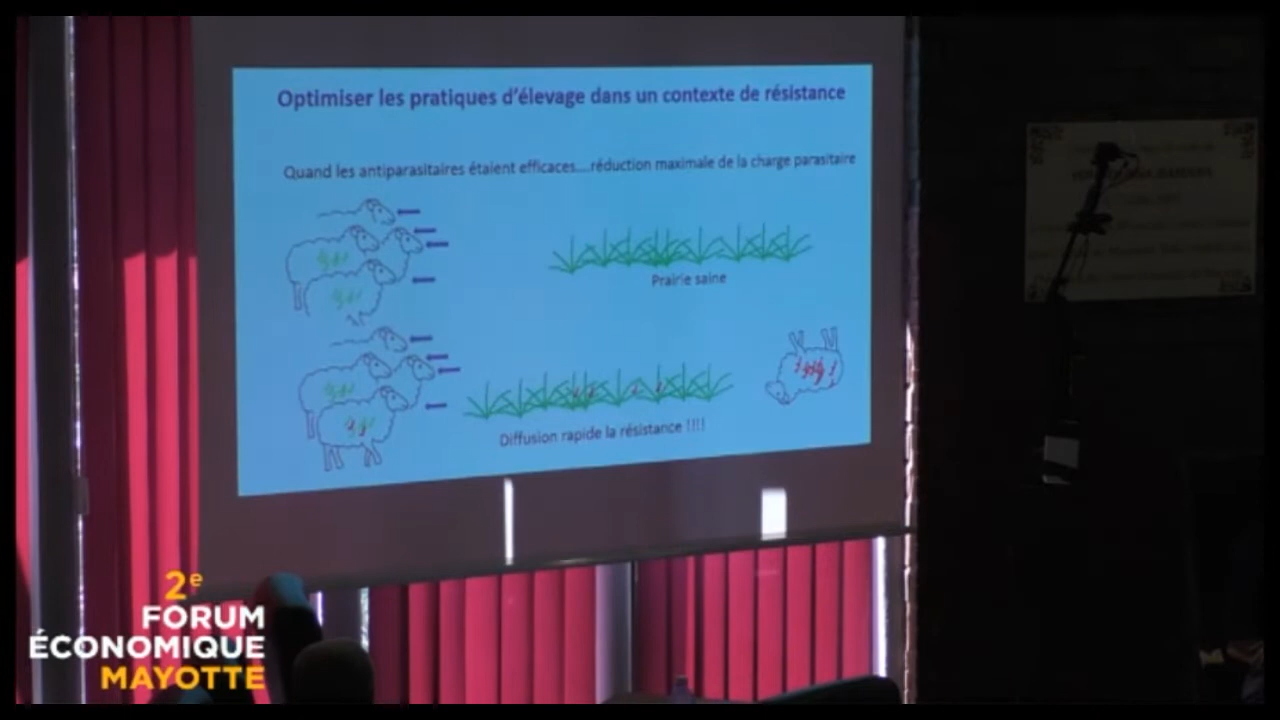 Optimiser les pratiques d'élevage dans un contexte de résistance
Quand les antiparasitaires étaient efficaces....réduction maximale de la charge parasitaire
Prairie saine
Diffusion rapide la résistance !!!!
2e
FORUM
ÉCONOMIQUE
MAYOTTE